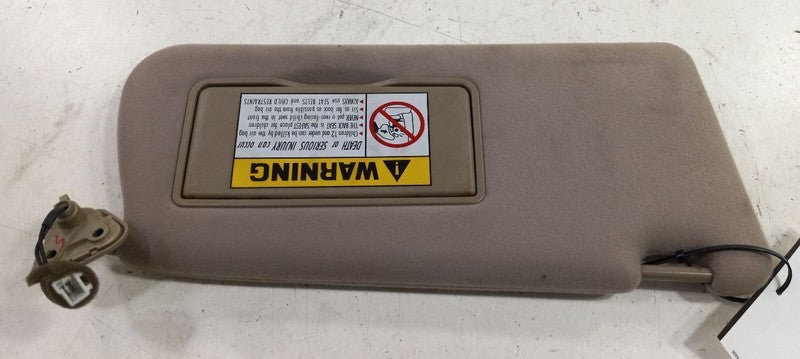 WARNING
DEATH or SERIOUS INJURY can occur
• Children 12 and under can be killed by the air bag
• THE BACK SEAT is the SAFEST place for children
• NEVER put a rear-facing child seat in the front
• Sit as far back as possible from the air bag
• ALWAYS use SEAT BELTS and CHILD RESTRAINTS